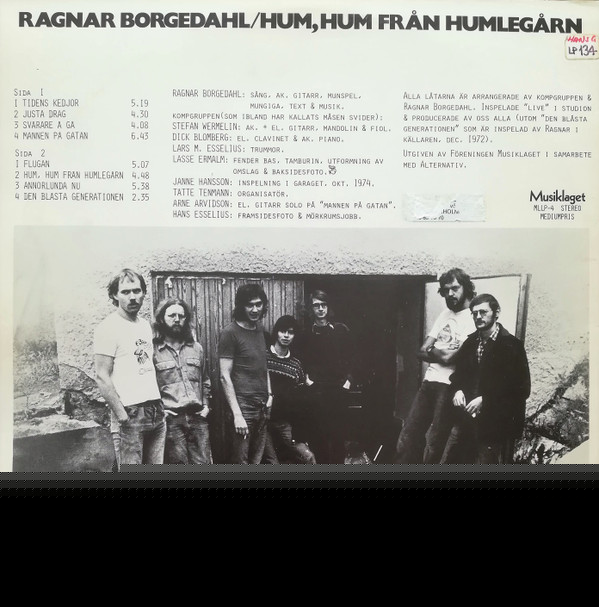 RAGNAR BORGEDAHL/HUM, HUM FRÅN HUMLEGÅRN
HANS G
LP 134
SIDA 1
1 TIDENS KEDJOR 5.19
2 JUSTA DRAG 4.30
3 SVARARE A GA 4.08
4 MANNEN PA GATAN 6.43
SIDA 2
1 FLUGAN 5.07
2 HUM, HUM FRAN HUMLEGARN 4.48
3 ANNORLUNDA NU 5.38
4 DEN BLASTA GENERATIONEN 2.35
RAGNAR BORGEDAHL: SÅNG, AK. GITARR, MUNSPEL,
MUNGIGA, TEXT & MUSIK.
KOMPGRUPPEN(SOM IBLAND HAR KALLATS MÅSEN SVIDER):
STEFAN WERMELIN: AK. + EL. GITARR, MANDOLIN & FIOL.
DICK BLOMBERG: EL. CLAVINET & AK. PIANO.
LARS M. ESSELIUS: TRUMMOR.
LASSE ERMALM: FENDER BAS, TAMBURIN, UTFORMNING AV
OMSLAG & BAKSIDESFOTO.
JANNE HANSSON: INSPELNING I GARAGET, OKT. 1974.
TATTE TENMANN: ORGANISATÖR.
ARNE ARVIDSON: EL. GITARR SOLO PÅ "MANNEN PÅ GATAN".
HANS ESSELIUS: FRAMSIDESFOTO & MÖRKRUMSJOBB.
ALLA LÅTARNA ÄR ARRANGERADE AV KOMPGRUPPEN &
RAGNAR BORGEDAHL. INSPELADE "LIVE" I STUDION
& PRODUCERADE AV OSS ALLA (UTOM "DEN BLÅSTA
GENERATIONEN" SOM ÄR INSPELAD AV RAGNAR I
KÄLLAREN, DEC. 1972).
UTGIVEN AV FÖRENINGEN MUSIKLAGET I SAMARBETE
MED ALTERNATIV.
Musiklaget
MLLP-4 STEREO
MEDIUMPRIS